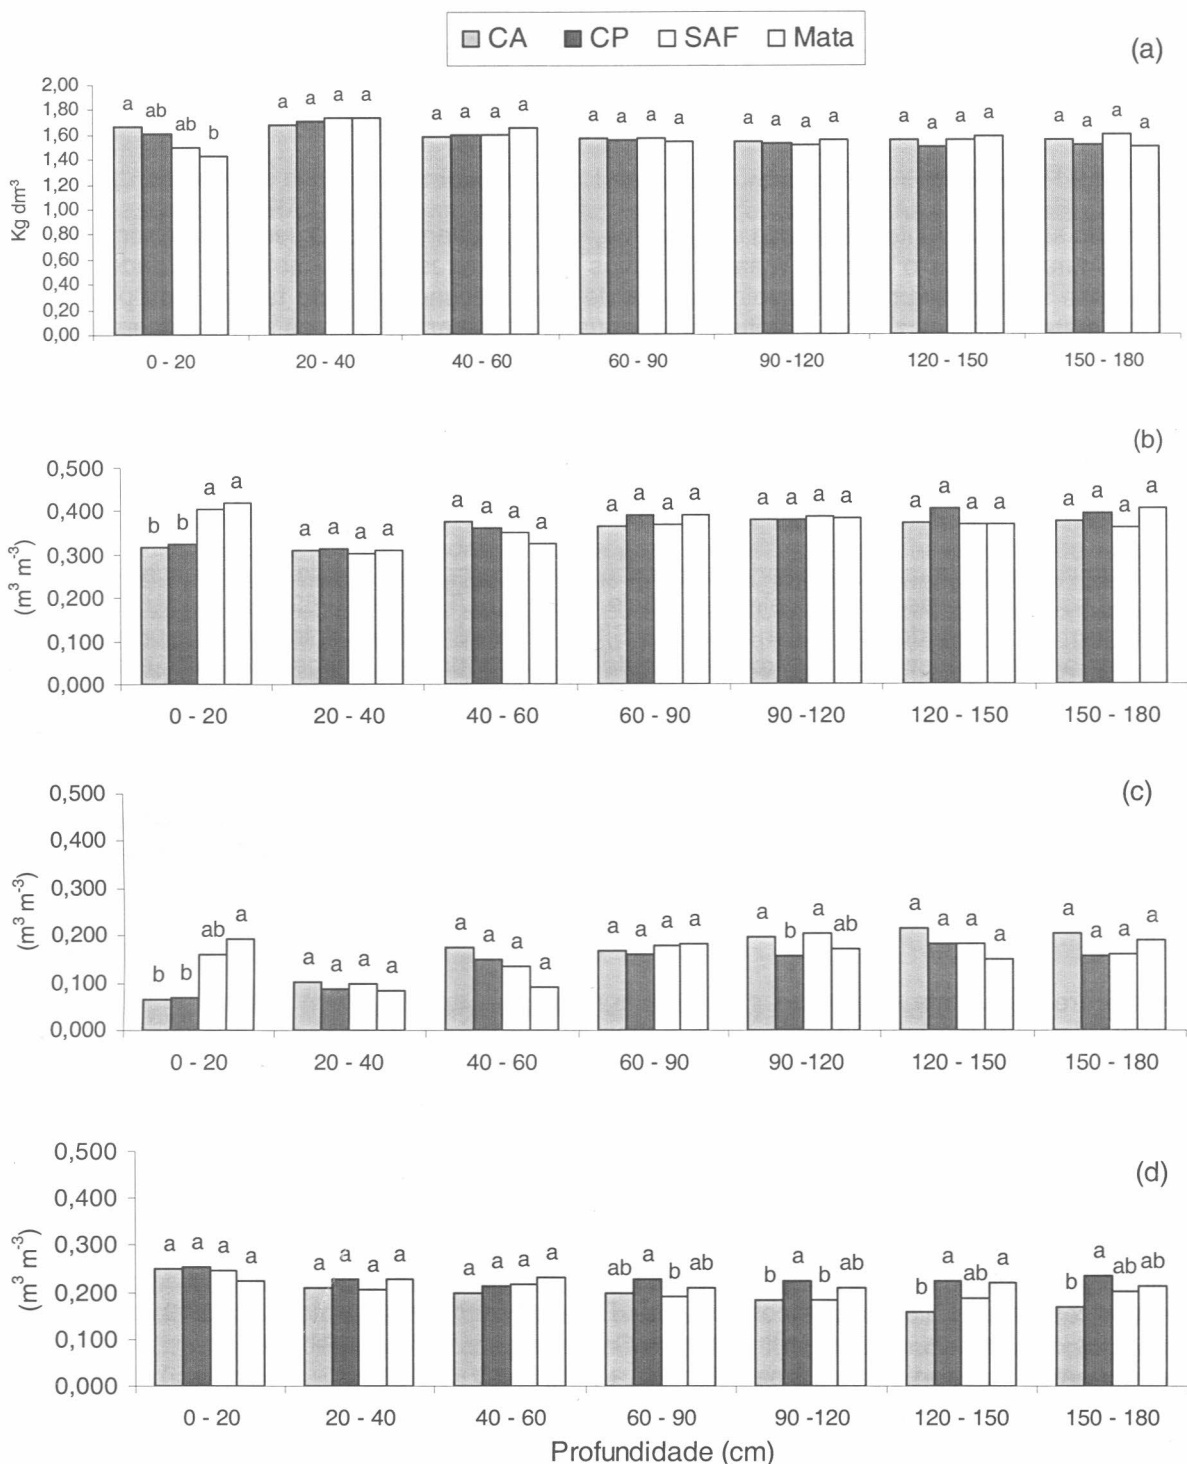 CA CP SAF Mata
(a)
Kg dm³
2,00
1,80
1,60
1,40
1,20
1,00
0,80
0,60
0,40
0,20
0,00
a ab ab b a a a a a a a a a a a a a a a a a a a a a a a a
0 - 20 20 - 40 40 - 60 60 - 90 90 -120 120 - 150 150 - 180
(b)
(m³ m⁻³)
0,500
0,400
0,300
0,200
0,100
0,000
b b a a a a a a a a a a a a a a a a a a a a a a a a a a
0 - 20 20 - 40 40 - 60 60 - 90 90 -120 120 - 150 150 - 180
(c)
(m³ m⁻³)
0,500
0,400
0,300
0,200
0,100
0,000
b b ab a a a a a a a a a a a a a a b a ab a a a a a a a a
0 - 20 20 - 40 40 - 60 60 - 90 90 -120 120 - 150 150 - 180
(d)
(m³ m⁻³)
0,500
0,400
0,300
0,200
0,100
0,000
a a a a a a a a a a a a ab a b ab b a b ab b a ab a b a ab ab
0 - 20 20 - 40 40 - 60 60 - 90 90 -120 120 - 150 150 - 180
Profundidade (cm)